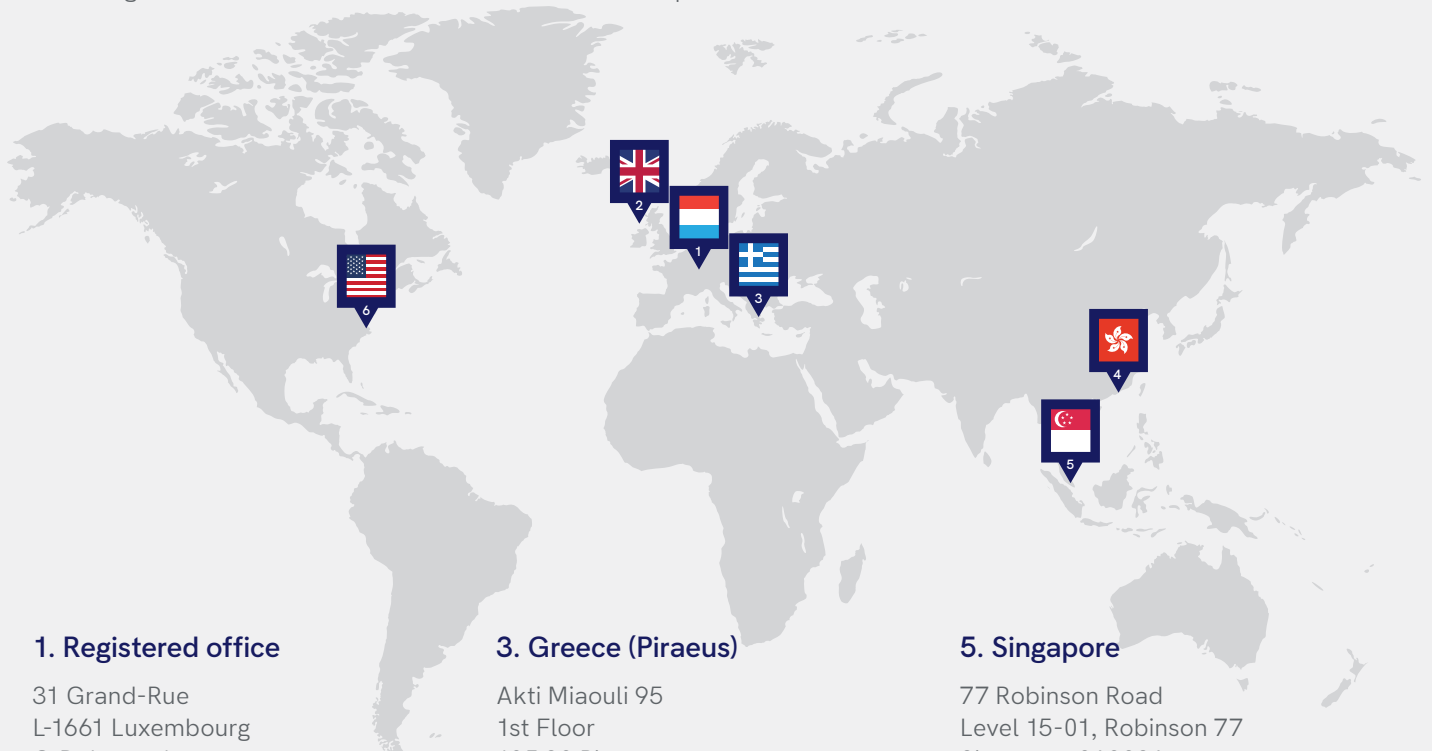 2
1
3
6
4
5
1. Registered office
31 Grand-Rue
L-1661 Luxembourg
3. Greece (Piraeus)
Akti Miaouli 95
1st Floor
5. Singapore
77 Robinson Road
Level 15-01, Robinson 77